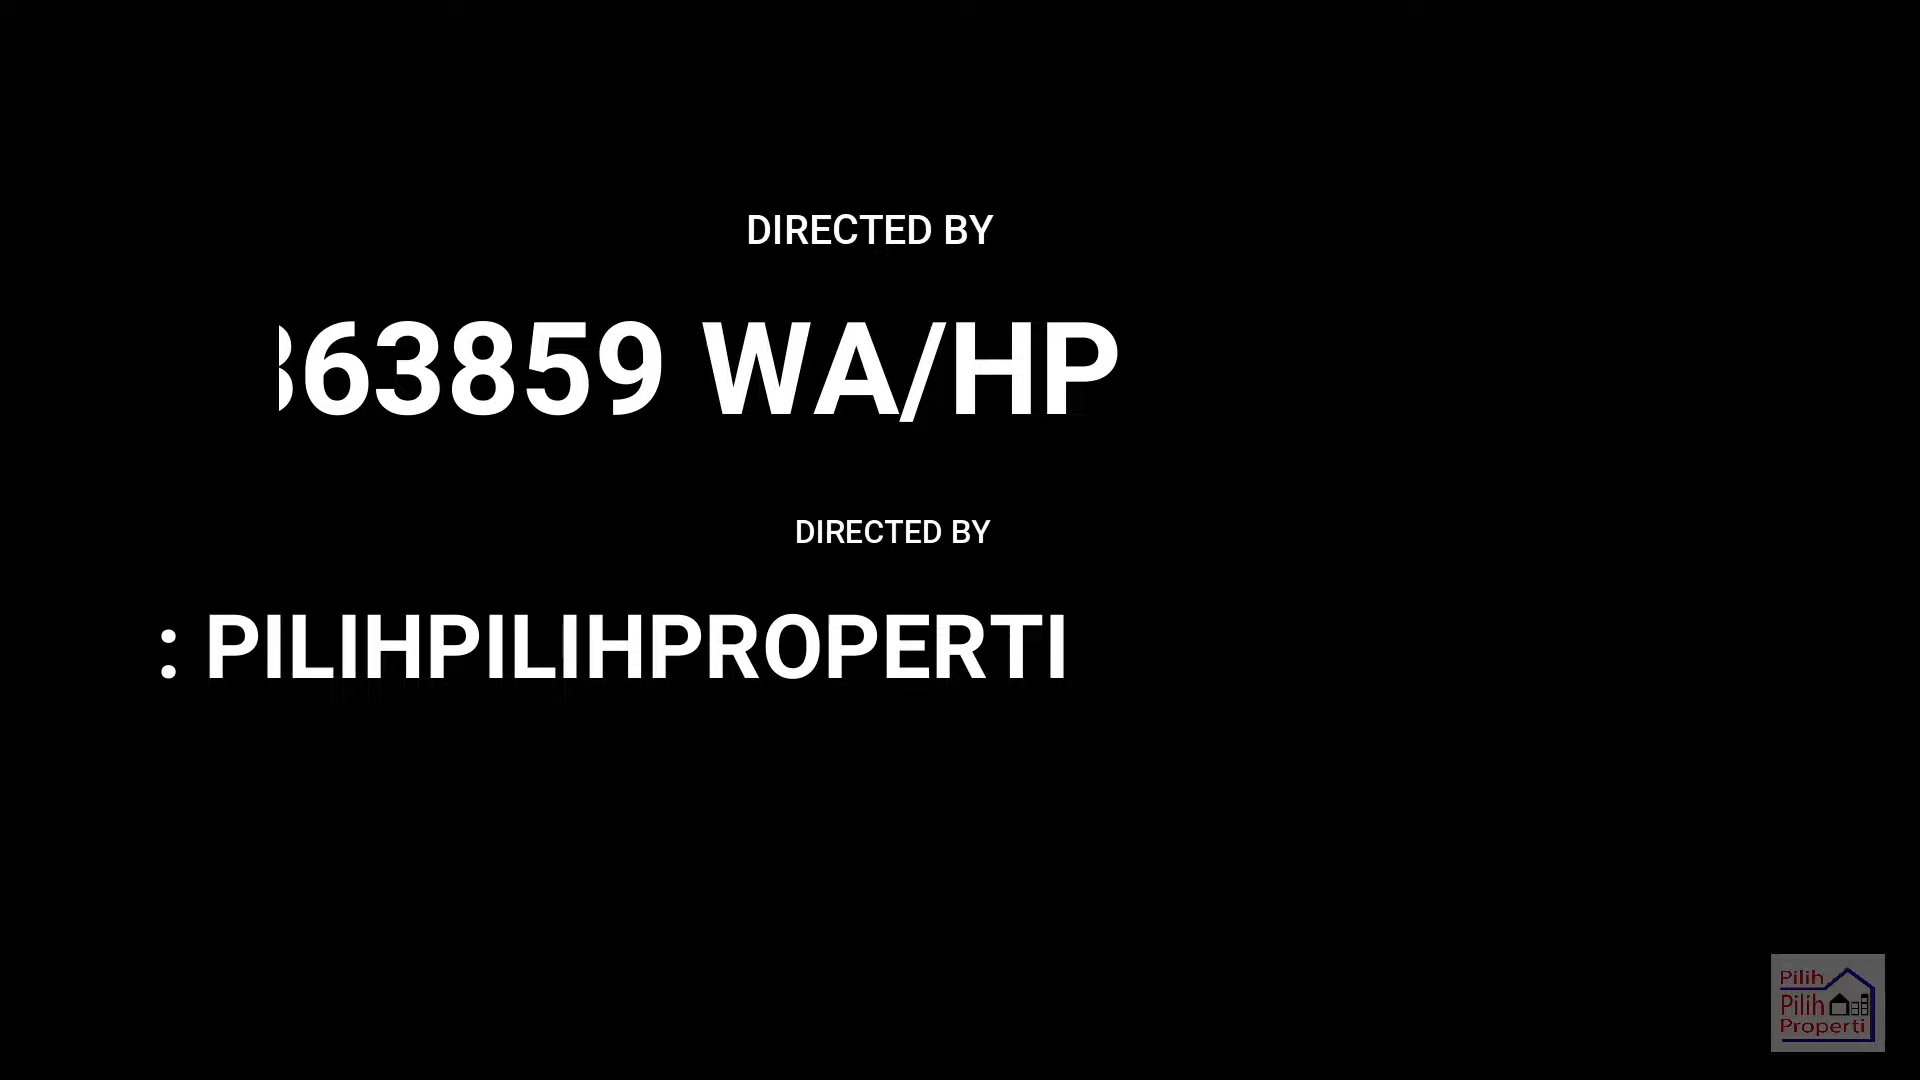 DIRECTED BY
63859 WA/HP
DIRECTED BY
: PILIHPILIHPROPERTI
Pilih
Pilih
Properti